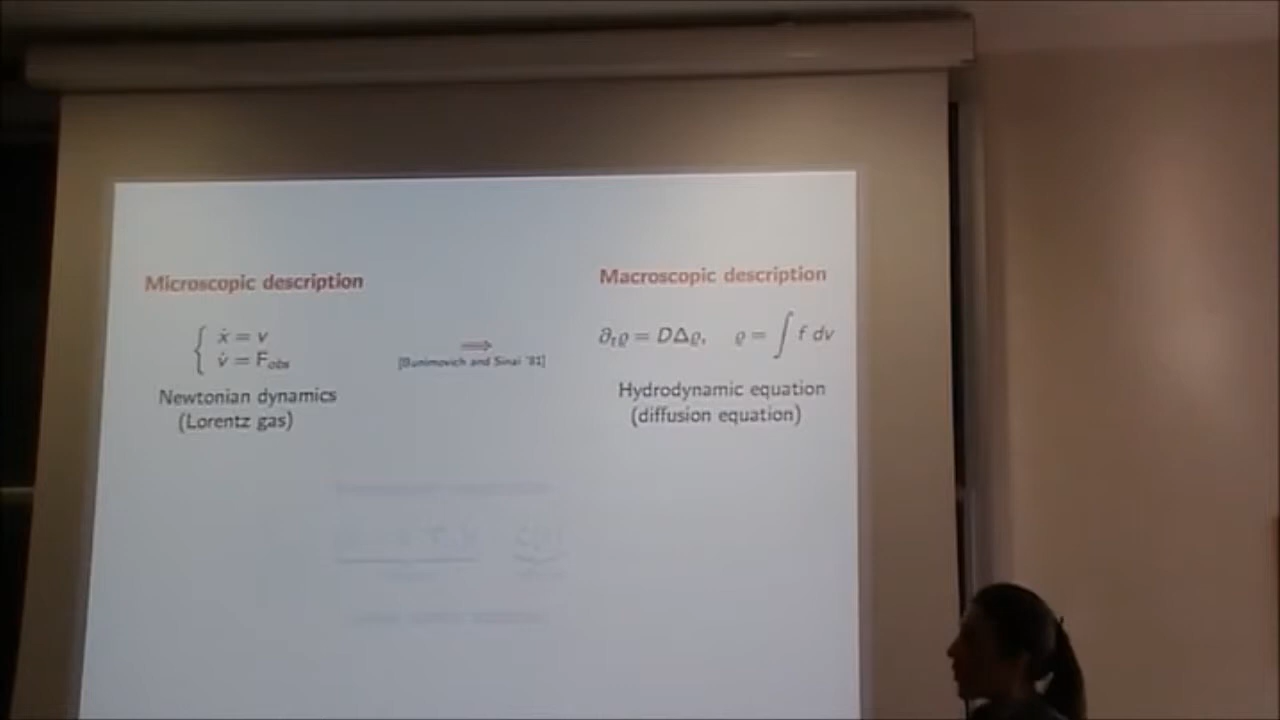 Microscopic description
{ ẋ = v
v̇ = F_obs
Newtonian dynamics
(Lorentz gas)
⟹
[Bunimovich and Sinai '81]
Macroscopic description
∂_tϱ = DΔϱ, ϱ = ∫ f dv
Hydrodynamic equation
(diffusion equation)